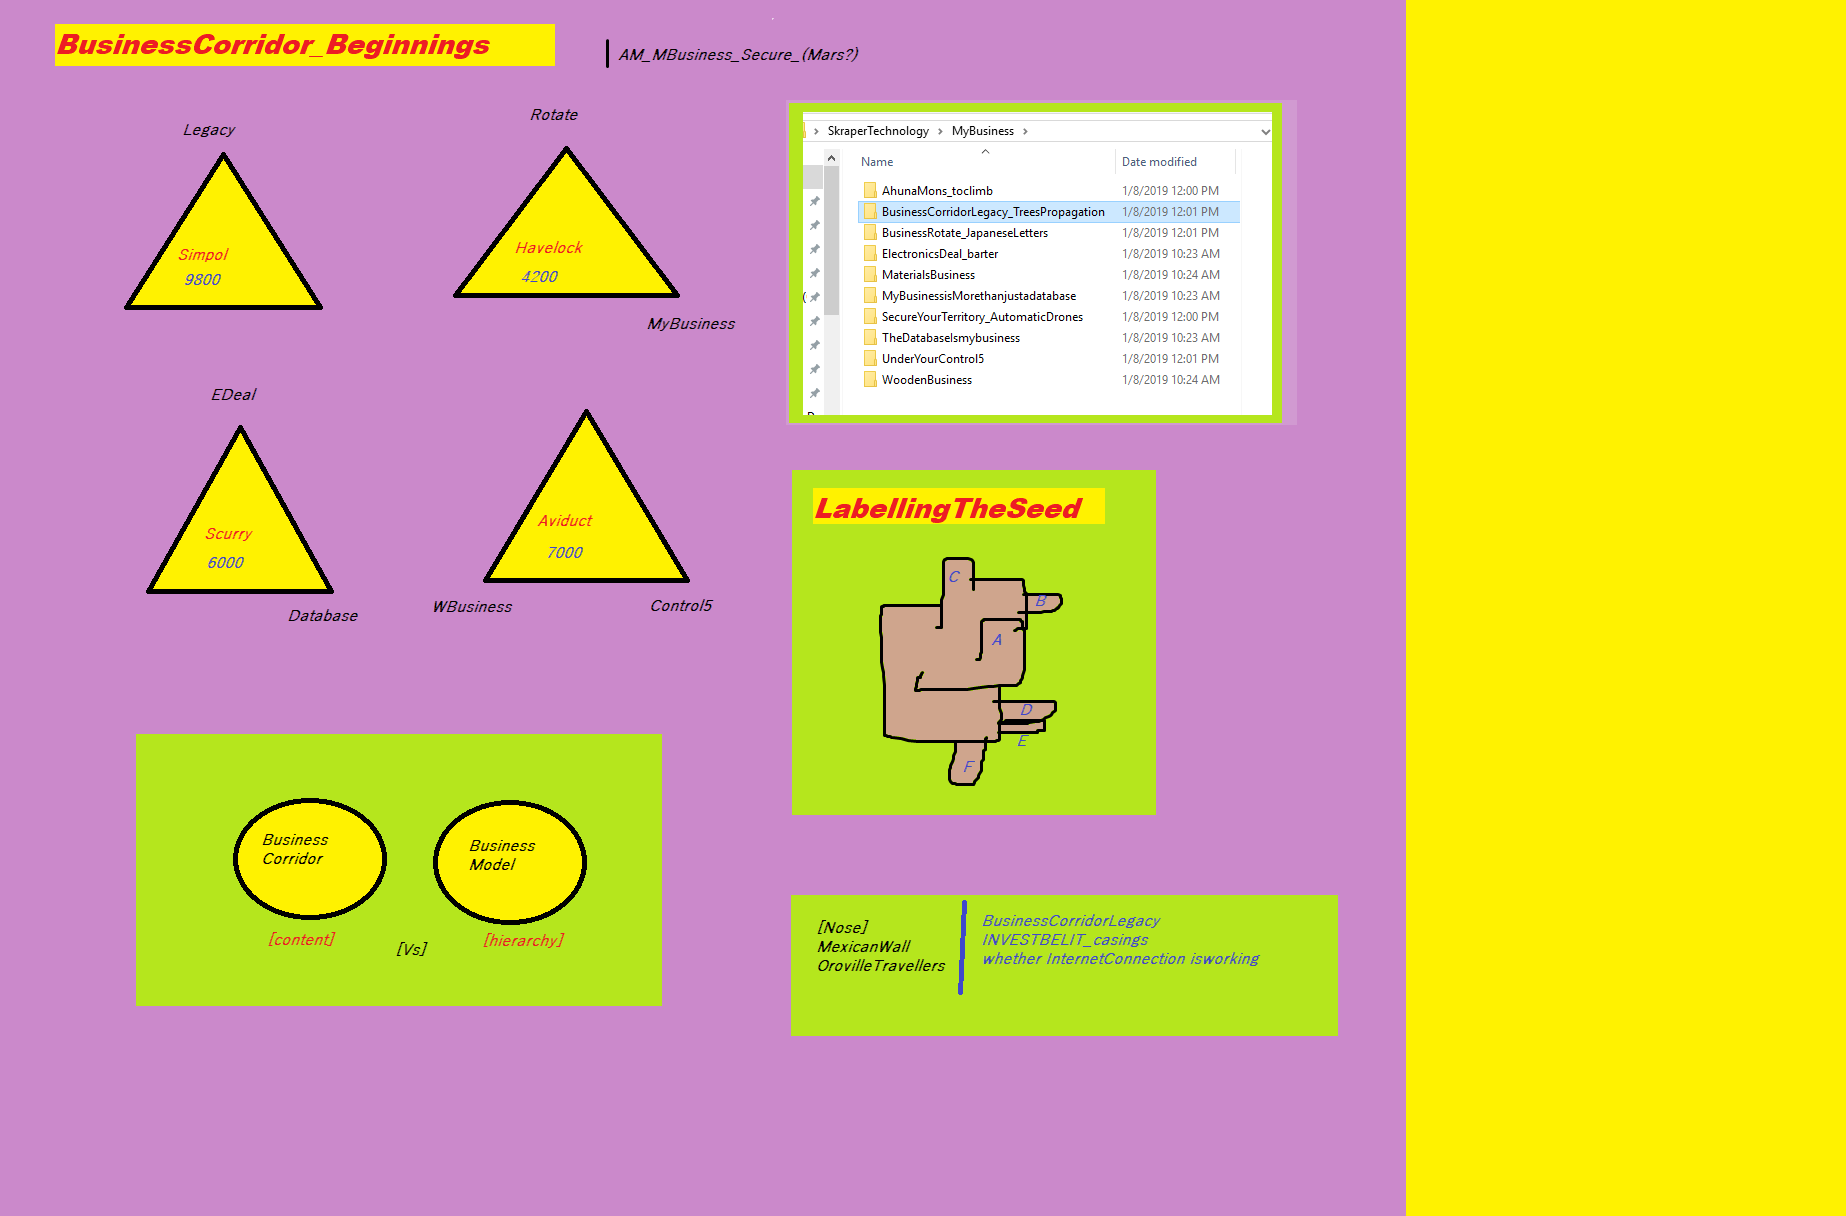 BusinessCorridor_Beginnings
AM_MBusiness_Secure_(Mars?)
Legacy
Simpol
9800
Rotate
Havelock
4200
MyBusiness
EDeal
Scurry
6000
Database
Aviduct
7000
WBusiness
Control5
SkraperTechnology > MyBusiness >
Name Date modified
AhunaMons_toclimb 1/8/2019 12:00 PM
BusinessCorridorLegacy_TreesPropagation 1/8/2019 12:01 PM
BusinessRotate_JapaneseLetters 1/8/2019 12:01 PM
ElectronicsDeal_barter 1/8/2019 10:23 AM
MaterialsBusiness 1/8/2019 10:24 AM
MyBusinessisMorethanjustadatabase 1/8/2019 10:23 AM
SecureYourTerritory_AutomaticDrones 1/8/2019 12:00 PM
TheDatabaseIsmybusiness 1/8/2019 10:23 AM
UnderYourControl5 1/8/2019 12:01 PM
WoodenBusiness 1/8/2019 10:24 AM
LabellingTheSeed
C
B
A
D
E
F
Business
Corridor
[content]
[Vs]
Business
Model
[hierarchy]
[Nose]
MexicanWall
OrovilleTravellers
BusinessCorridorLegacy
INVESTBELIT_casings
whether InternetConnection isworking